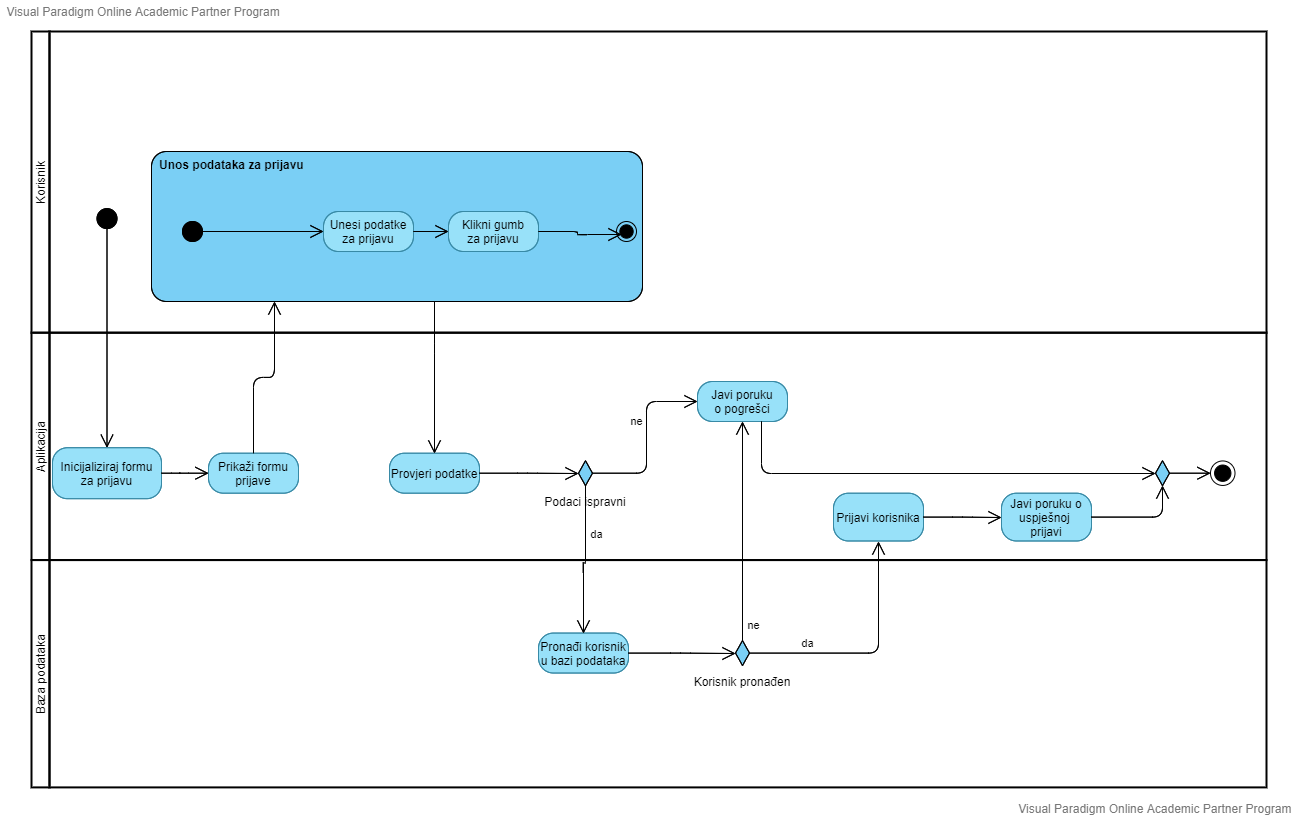 Visual Paradigm Online Academic Partner Program
Korisnik
Unos podataka za prijavu
Unesi podatke
za prijavu
Klikni gumb
za prijavu
Aplikacija
Inicijaliziraj formu
za prijavu
Prikaži formu
prijave
Provjeri podatke
Podaci ispravni
ne
da
Javi poruku
o pogrešci
Prijavi korisnika
Javi poruku o
uspješnoj
prijavi
Baza podataka
Pronađi korisnik
u bazi podataka
Korisnik pronađen
ne
da
Visual Paradigm Online Academic Partner Program